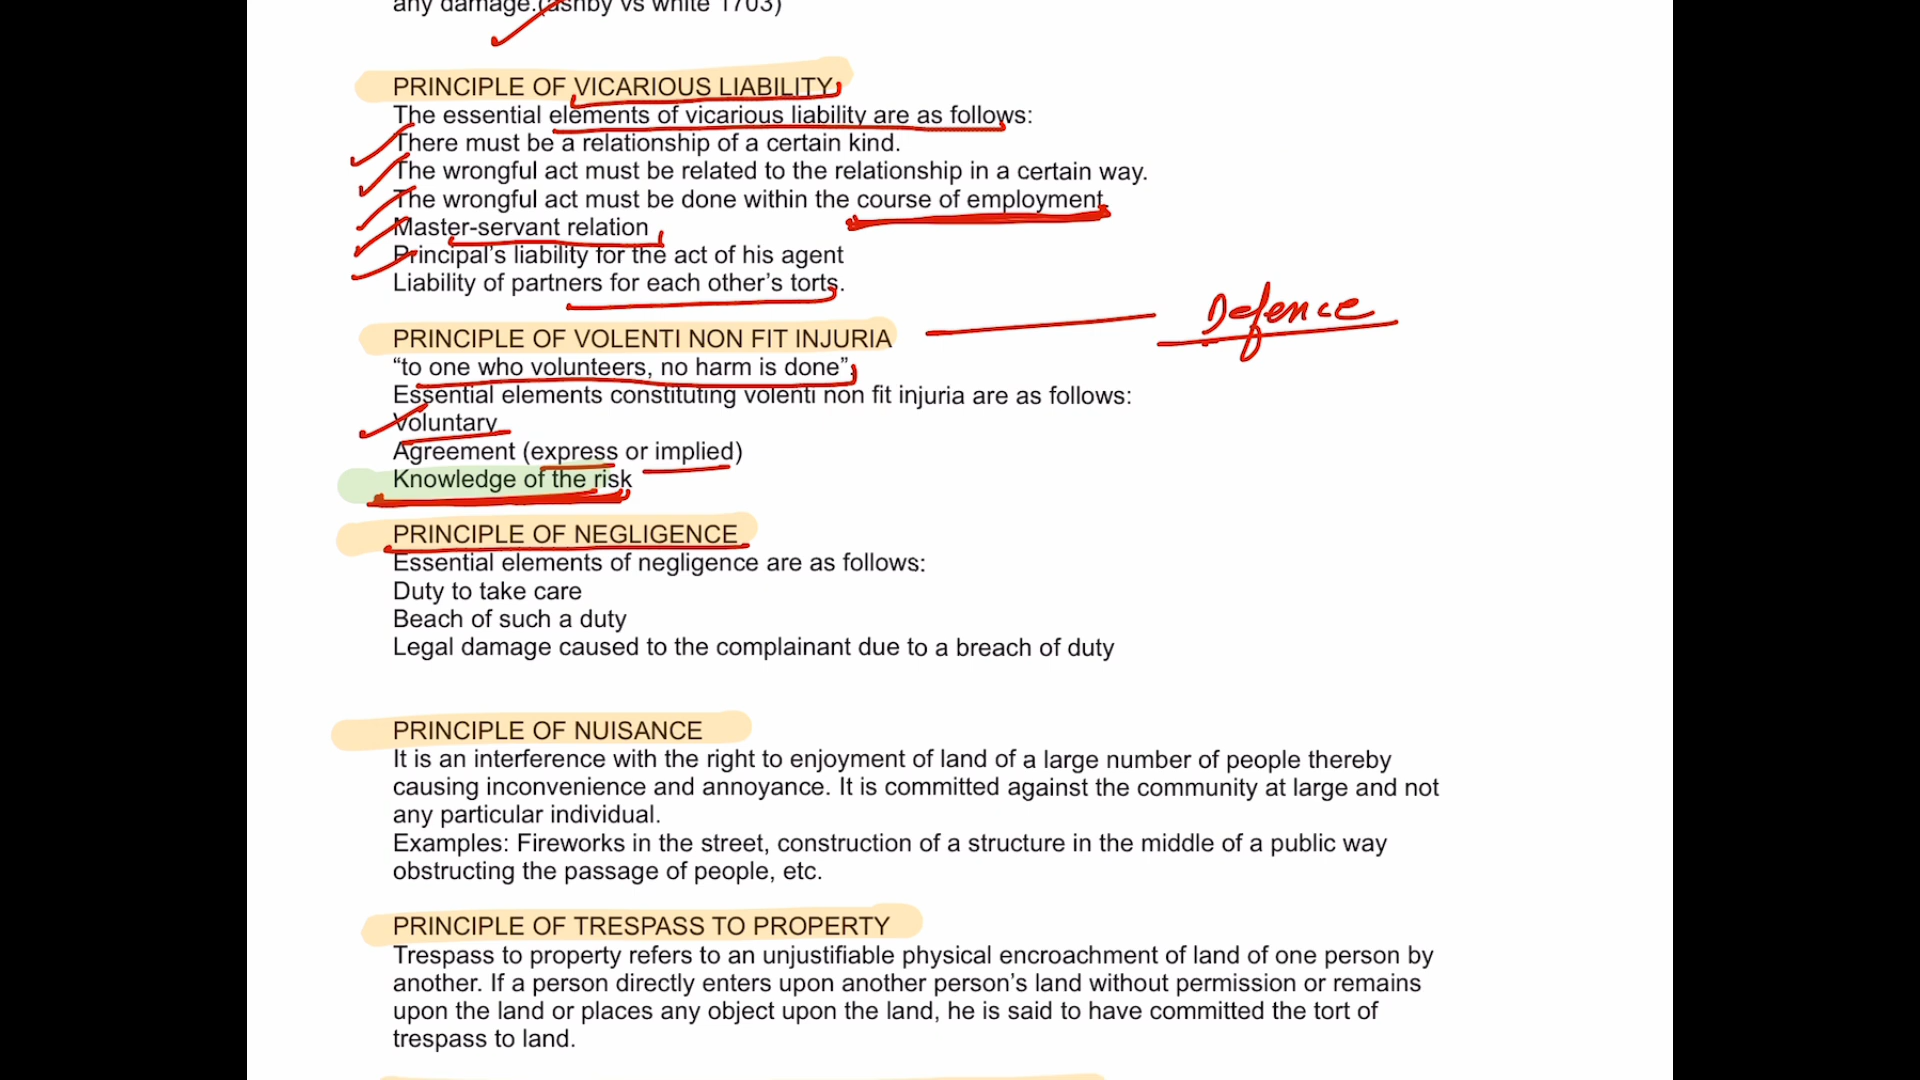 any damage.(ashby vs white 1703)
PRINCIPLE OF VICARIOUS LIABILITY
The essential elements of vicarious liability are as follows:
There must be a relationship of a certain kind.
The wrongful act must be related to the relationship in a certain way.
The wrongful act must be done within the course of employment.
Master-servant relation
Principal’s liability for the act of his agent
Liability of partners for each other’s torts.
Defence
PRINCIPLE OF VOLENTI NON FIT INJURIA
“to one who volunteers, no harm is done”.
Essential elements constituting volenti non fit injuria are as follows:
Voluntary
Agreement (express or implied)
Knowledge of the risk
PRINCIPLE OF NEGLIGENCE
Essential elements of negligence are as follows:
Duty to take care
Beach of such a duty
Legal damage caused to the complainant due to a breach of duty
PRINCIPLE OF NUISANCE
It is an interference with the right to enjoyment of land of a large number of people thereby
causing inconvenience and annoyance. It is committed against the community at large and not
any particular individual.
Examples: Fireworks in the street, construction of a structure in the middle of a public way
obstructing the passage of people, etc.
PRINCIPLE OF TRESPASS TO PROPERTY
Trespass to property refers to an unjustifiable physical encroachment of land of one person by
another. If a person directly enters upon another person’s land without permission or remains
upon the land or places any object upon the land, he is said to have committed the tort of
trespass to land.